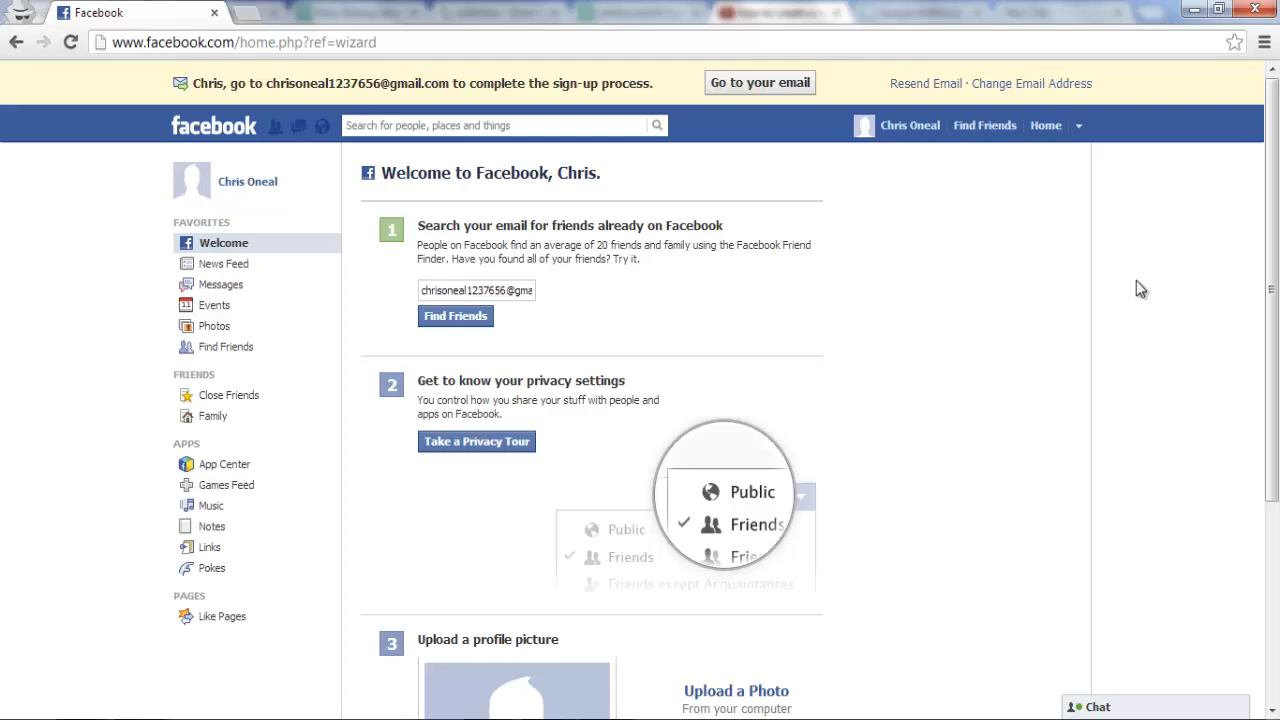 Facebook
www.facebook.com/home.php?ref=wizard
Chris, go to chrisoneal1237656@gmail.com to complete the sign-up process.
Go to your email
Resend Email · Change Email Address
facebook
Search for people, places and things
Chris Oneal
Find Friends
Home
Chris Oneal
FAVORITES
Welcome
News Feed
Messages
11
Events
Photos
Find Friends
FRIENDS
Close Friends
Family
APPS
App Center
Games Feed
Music
Notes
Links
Pokes
PAGES
Like Pages
Welcome to Facebook, Chris.
1
Search your email for friends already on Facebook
People on Facebook find an average of 20 friends and family using the Facebook Friend
Finder. Have you found all of your friends? Try it.
chrisoneal1237656@gma
Find Friends
2
Get to know your privacy settings
You control how you share your stuff with people and
apps on Facebook.
Take a Privacy Tour
Public
Friends
Frie
Public
Friends
Friends except Acquaintances
3
Upload a profile picture
Upload a Photo
From your computer
Chat